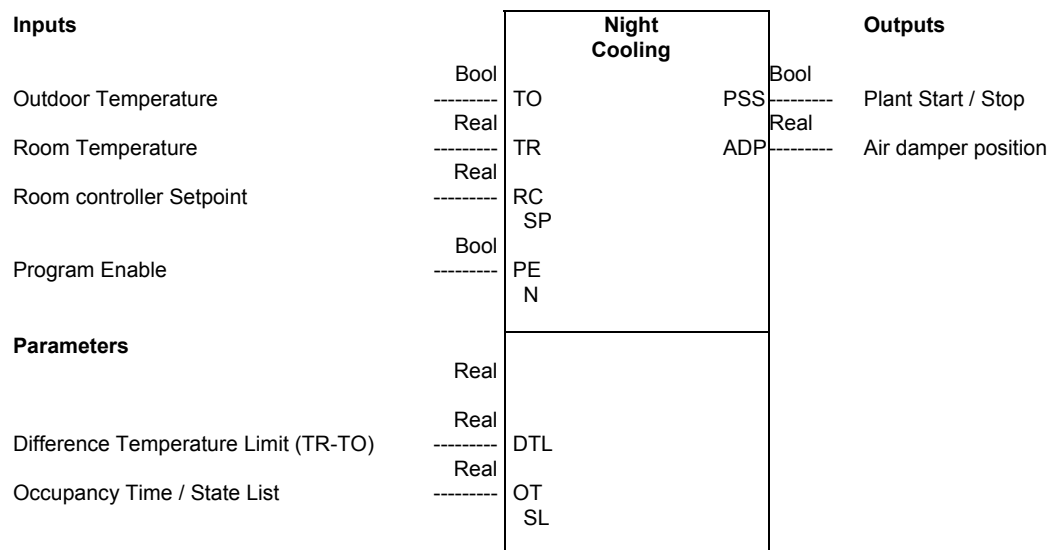 Inputs Night Outputs
Cooling
Bool Bool
Outdoor Temperature --------- TO PSS --------- Plant Start / Stop
Real Real
Room Temperature --------- TR ADP --------- Air damper position
Real
Room controller Setpoint --------- RC
SP
Bool
Program Enable --------- PE
N
Parameters
Real
Real
Difference Temperature Limit (TR-TO) --------- DTL
Real
Occupancy Time / State List --------- OT
SL